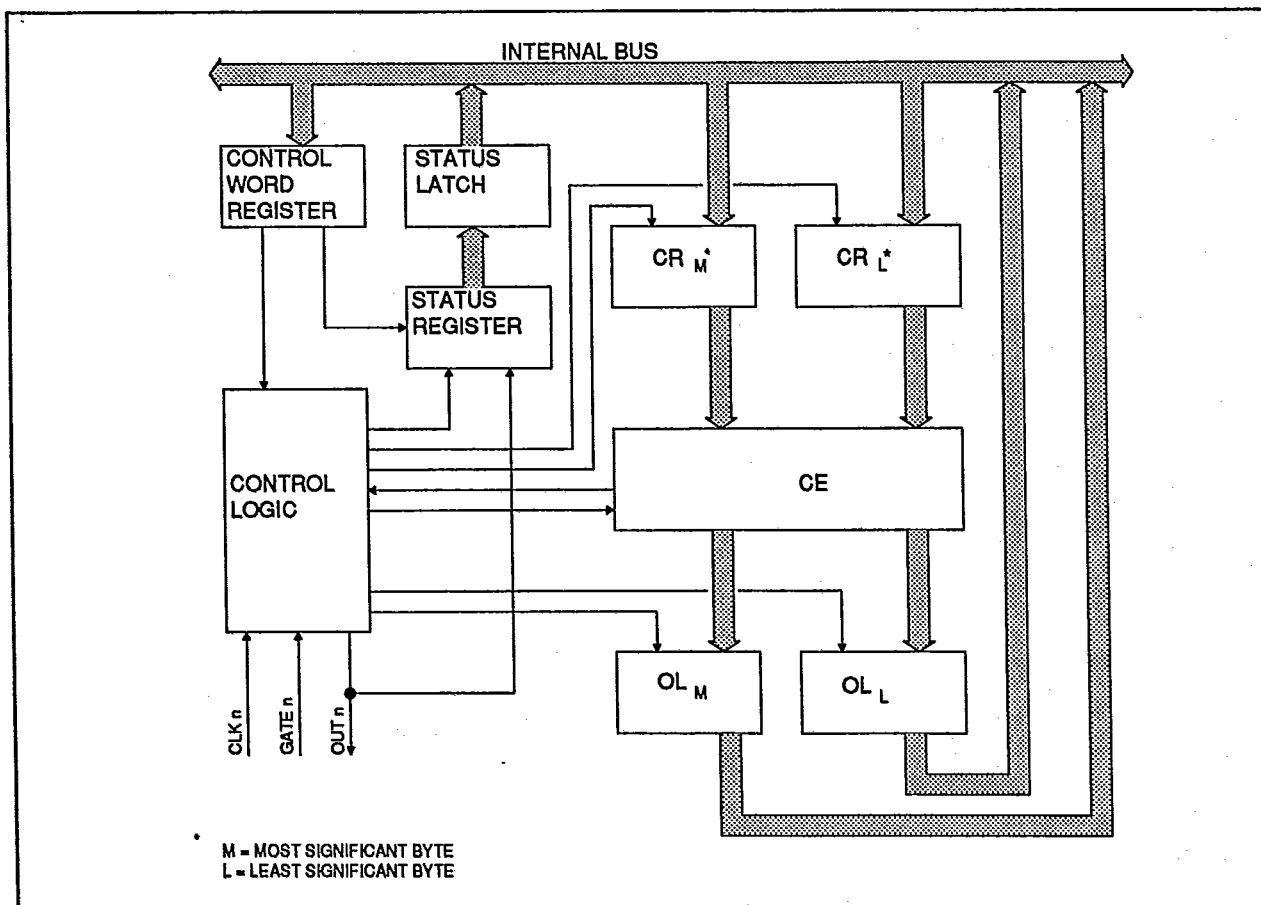 INTERNAL BUS
CONTROL
WORD
REGISTER
STATUS
LATCH
CR M*
CR L*
STATUS
REGISTER
CONTROL
LOGIC
CE
OL M
OL L
CLK n
GATE n
OUT n
M = MOST SIGNIFICANT BYTE
L = LEAST SIGNIFICANT BYTE